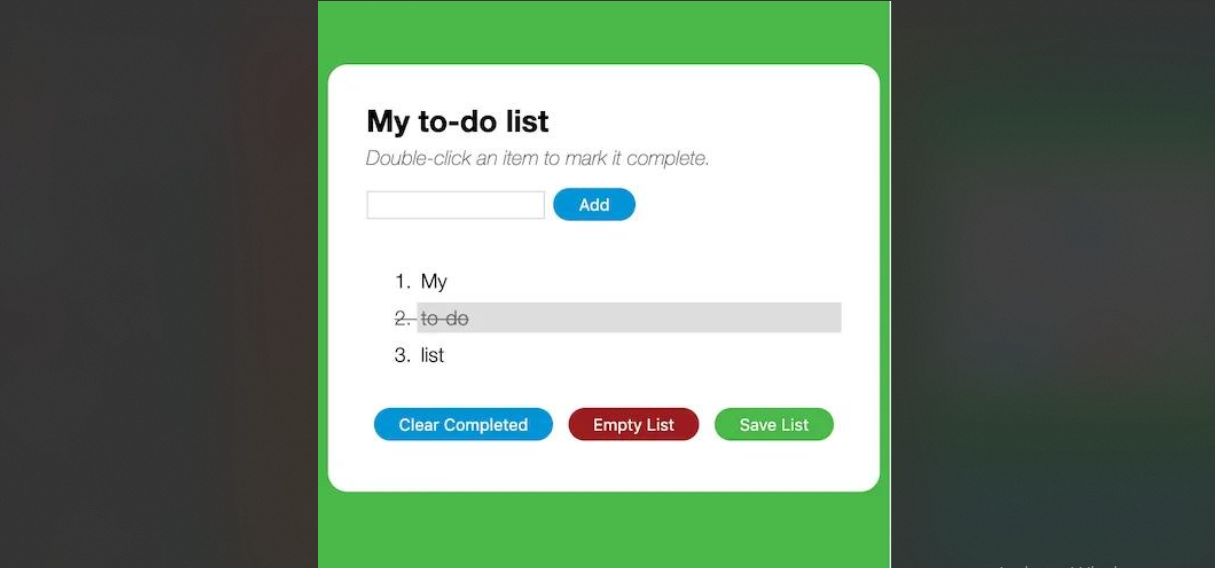 My to-do list
Double-click an item to mark it complete.
Add
1. My
2. to-do
3. list
Clear Completed Empty List Save List